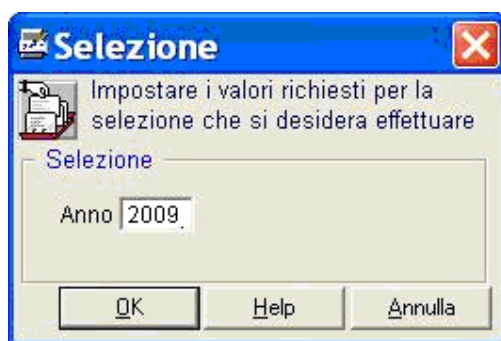 Selezione
Impostare i valori richiesti per la
selezione che si desidera effettuare
Selezione
Anno 2009
OK Help Annulla